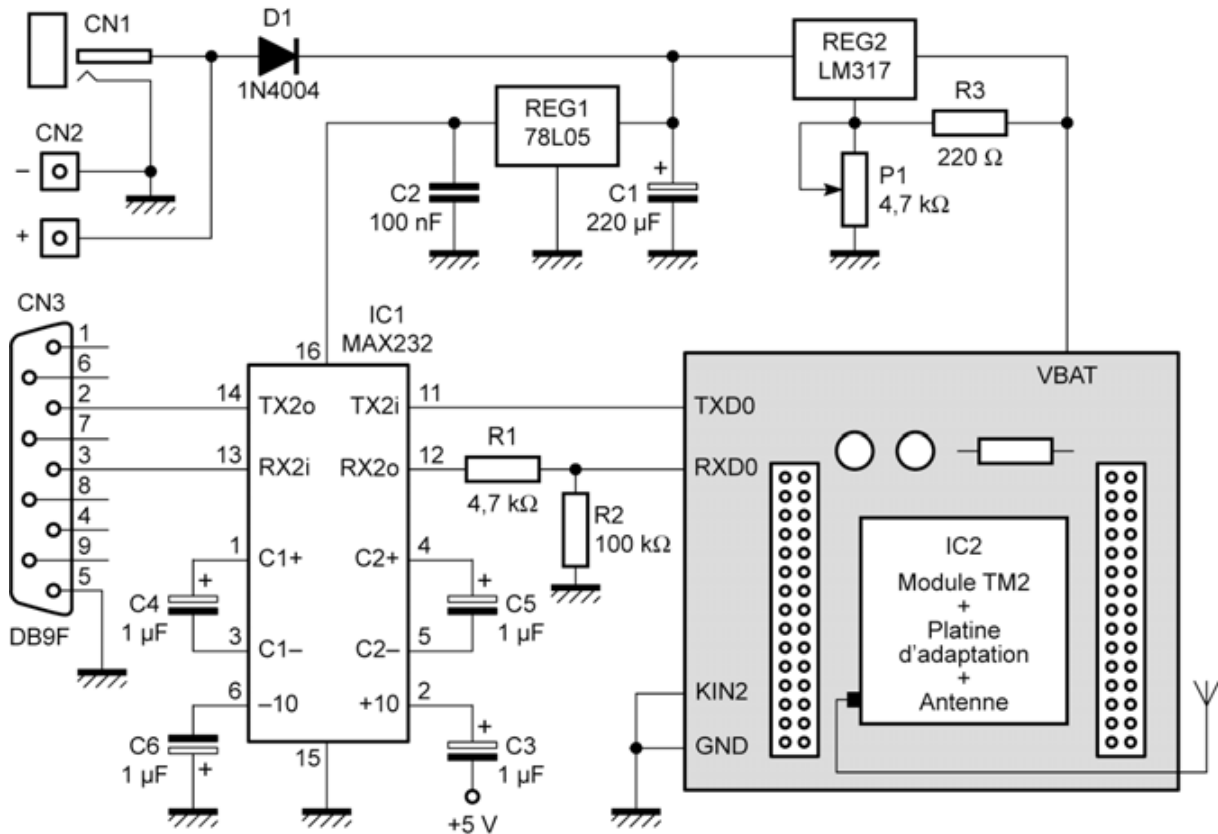 CN1
D1
1N4004
REG2
LM317
REG1
78L05
R3
220 Ω
CN2
–
+
C2
100 nF
+
C1
220 µF
P1
4,7 kΩ
CN3
1
6
2
7
3
8
4
9
5
DB9F
IC1
MAX232
16
14
TX2o
TX2i
11
13
RX2i
RX2o
12
R1
4,7 kΩ
R2
100 kΩ
1
C1+
C2+
4
+
C4
1 µF
+
C5
1 µF
3
C1–
C2–
5
6
–10
+10
2
C6
1 µF
+
15
+
C3
1 µF
+5 V
VBAT
TXD0
RXD0
KIN2
GND
IC2
Module TM2
+
Platine
d'adaptation
+
Antenne